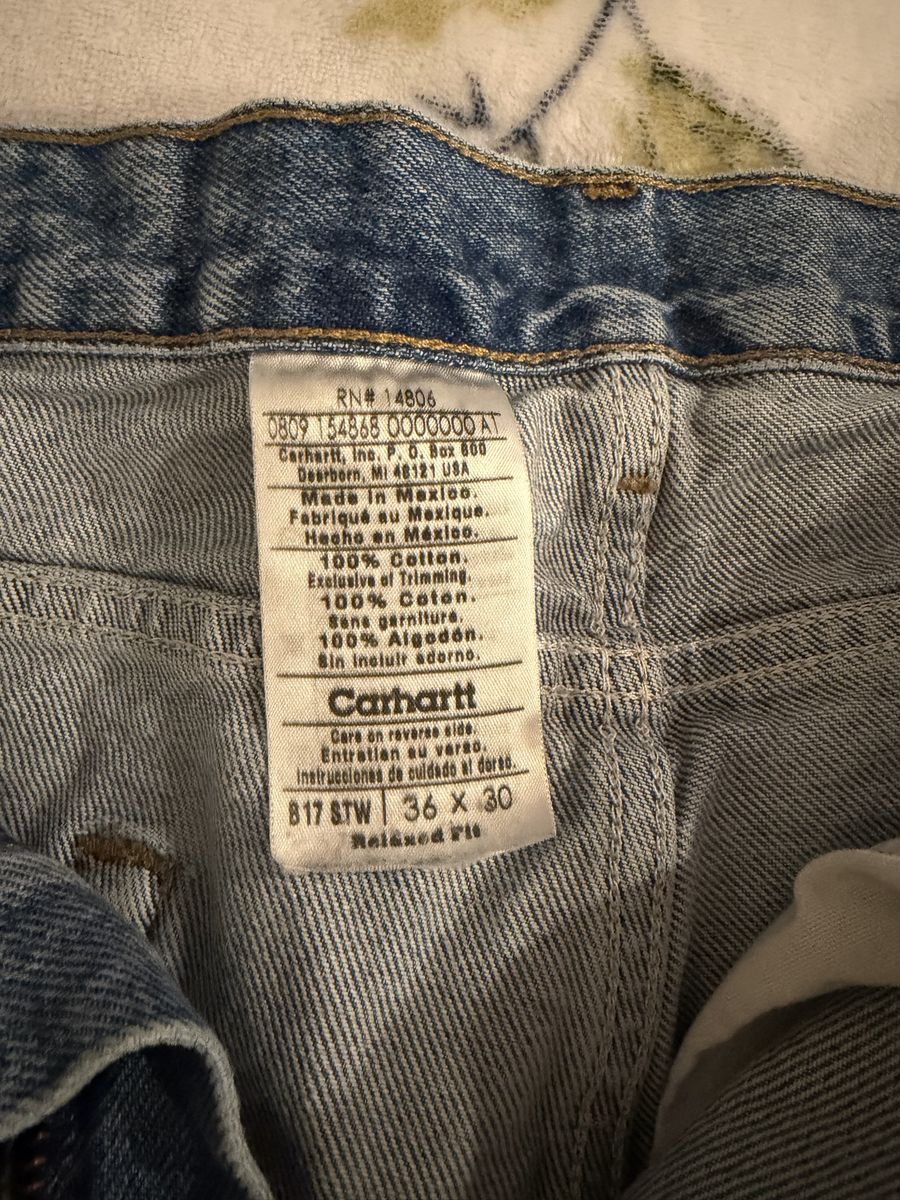 RN# 14806
0809 154868 0000000 A1
Carhartt, Inc. P. O. Box 600
Dearborn, MI 48121 USA
Made in Mexico.
Fabriqué au Mexique.
Hecho en México.
100% Cotton.
Exclusive of Trimming.
100% Coton.
Sans garniture.
100% Algodón.
Sin incluir adorno.
Carhartt
Care on reverse side.
Entretien au verso.
Instrucciones de cuidado al dorso.
B17 STW 36 X 30
Relaxed Fit